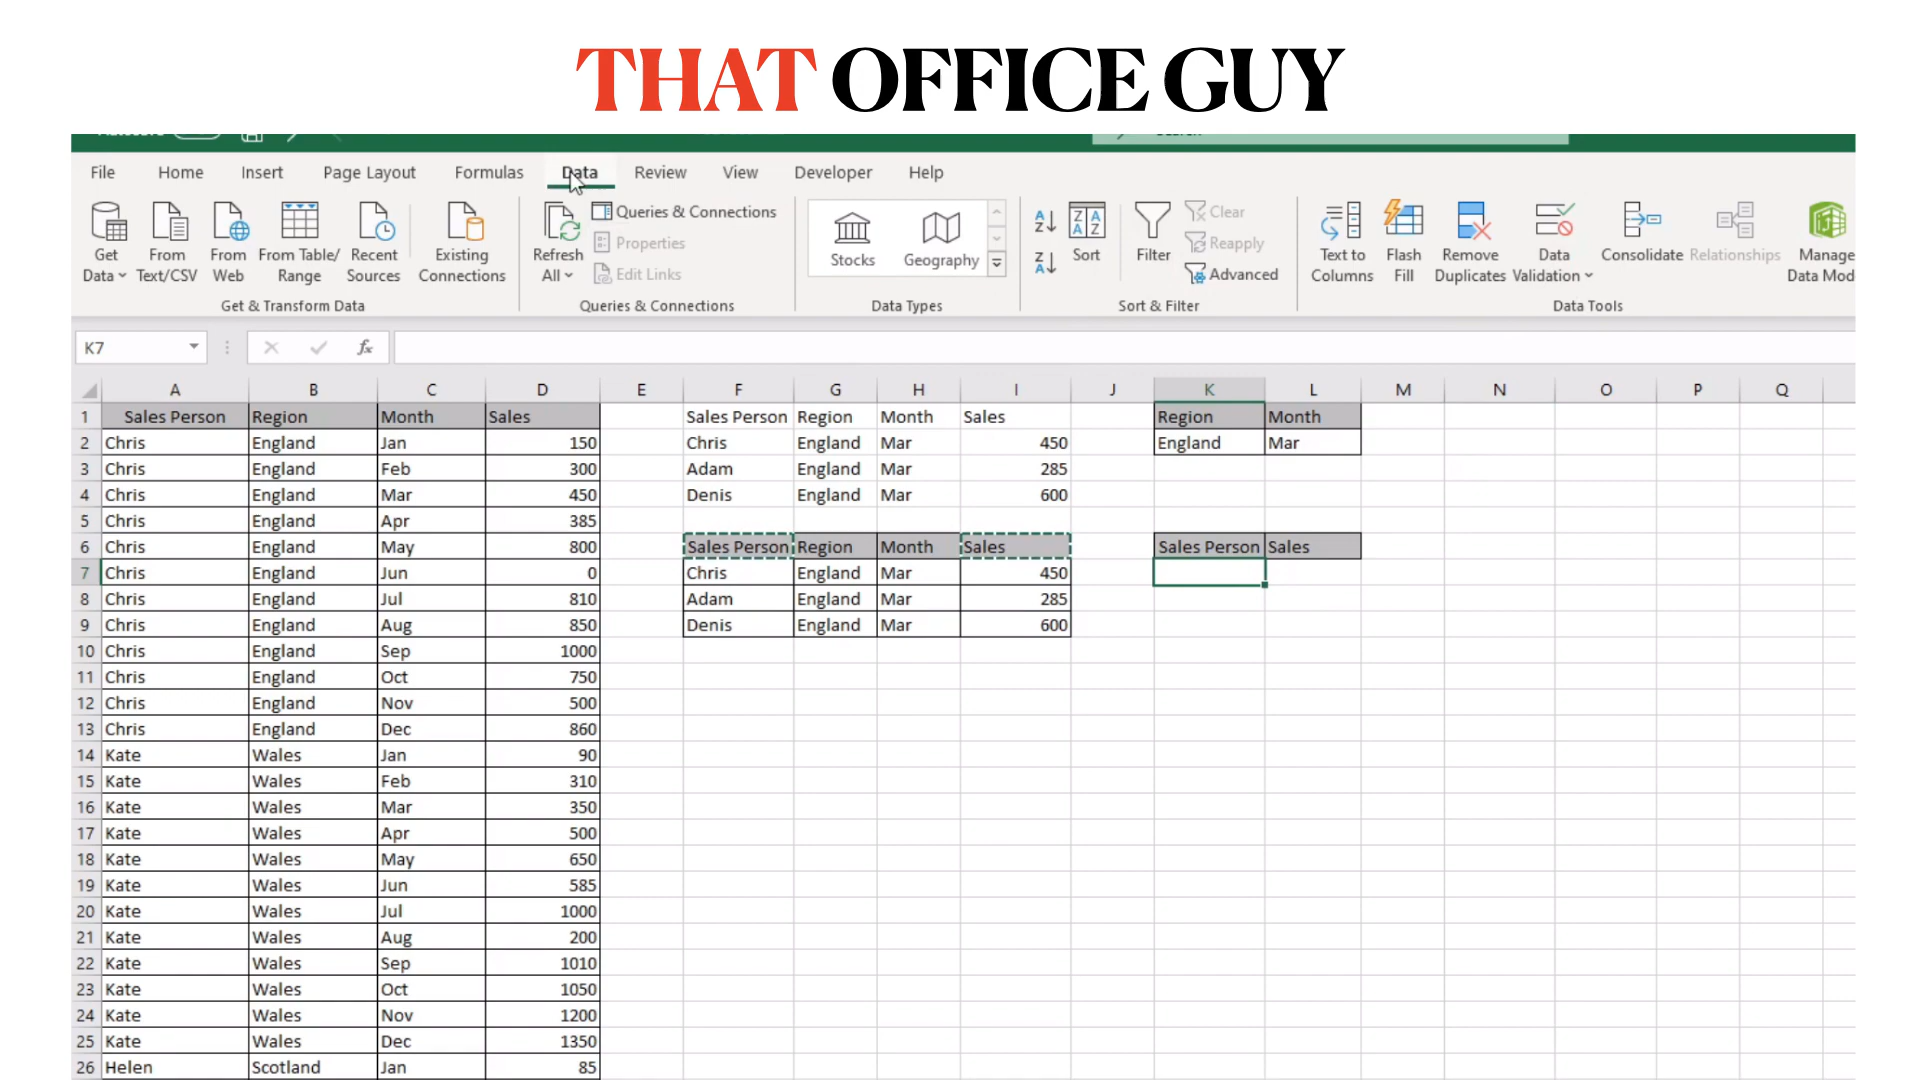 THAT OFFICE GUY
File Home Insert Page Layout Formulas Data Review View Developer Help
Get Data From Text/CSV From Web From Table/ Range Recent Sources Existing Connections
Get & Transform Data
Refresh All Queries & Connections
Properties
Edit Links
Queries & Connections
Stocks Geography
Data Types
A Z Z A Z A A Z Sort Filter Clear
Reapply
Advanced
Sort & Filter
Text to Columns Flash Fill Remove Duplicates Data Validation Consolidate Relationships Manage Data Mod
Data Tools
K7 fx
A B C D E F G H I J K L M N O P Q
1 Sales Person Region Month Sales Sales Person Region Month Sales Region Month
2 Chris England Jan 150 Chris England Mar 450 England Mar
3 Chris England Feb 300 Adam England Mar 285
4 Chris England Mar 450 Denis England Mar 600
5 Chris England Apr 385
6 Chris England May 800 Sales Person Region Month Sales Sales Person Sales
7 Chris England Jun 0 Chris England Mar 450
8 Chris England Jul 810 Adam England Mar 285
9 Chris England Aug 850 Denis England Mar 600
10 Chris England Sep 1000
11 Chris England Oct 750
12 Chris England Nov 500
13 Chris England Dec 860
14 Kate Wales Jan 90
15 Kate Wales Feb 310
16 Kate Wales Mar 350
17 Kate Wales Apr 500
18 Kate Wales May 650
19 Kate Wales Jun 585
20 Kate Wales Jul 1000
21 Kate Wales Aug 200
22 Kate Wales Sep 1010
23 Kate Wales Oct 1050
24 Kate Wales Nov 1200
25 Kate Wales Dec 1350
26 Helen Scotland Jan 85